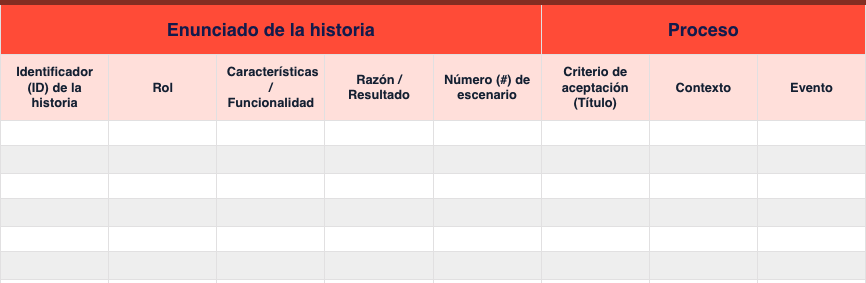 Enunciado de la historia
Proceso
Identificador
(ID) de la
historia
Rol
Características
/
Funcionalidad
Razón /
Resultado
Número (#) de
escenario
Criterio de
aceptación
(Título)
Contexto
Evento